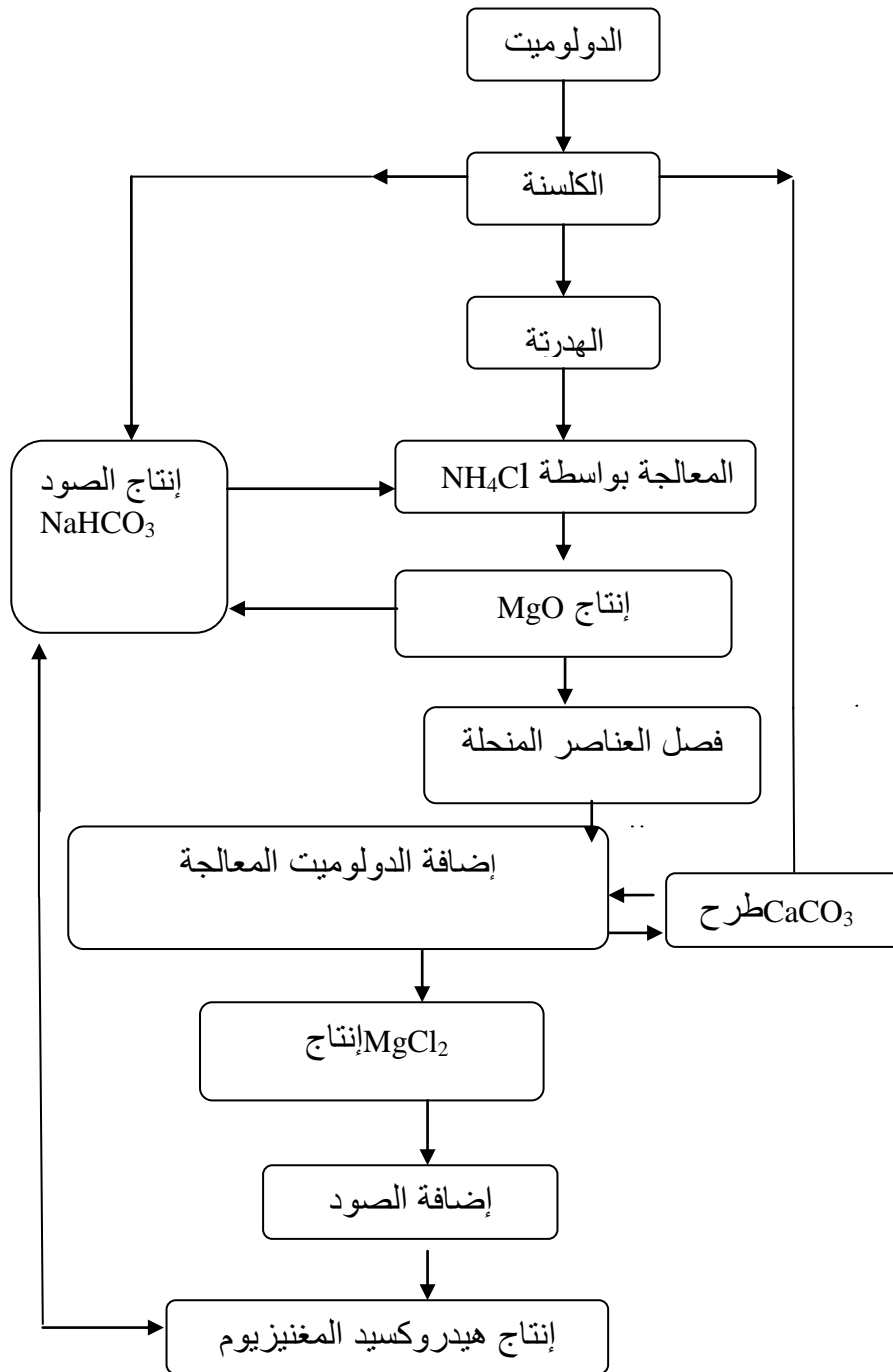 الدولوميت
الكلسنة
الهدرتة
المعالجة بواسطة NH₄Cl
إنتاج الصود
NaHCO₃
إنتاج MgO
فصل العناصر المنحلة
إضافة الدولوميت المعالجة
طرحCaCO₃
إنتاجMgCl₂
إضافة الصود
إنتاج هيدروكسيد المغنيزيوم